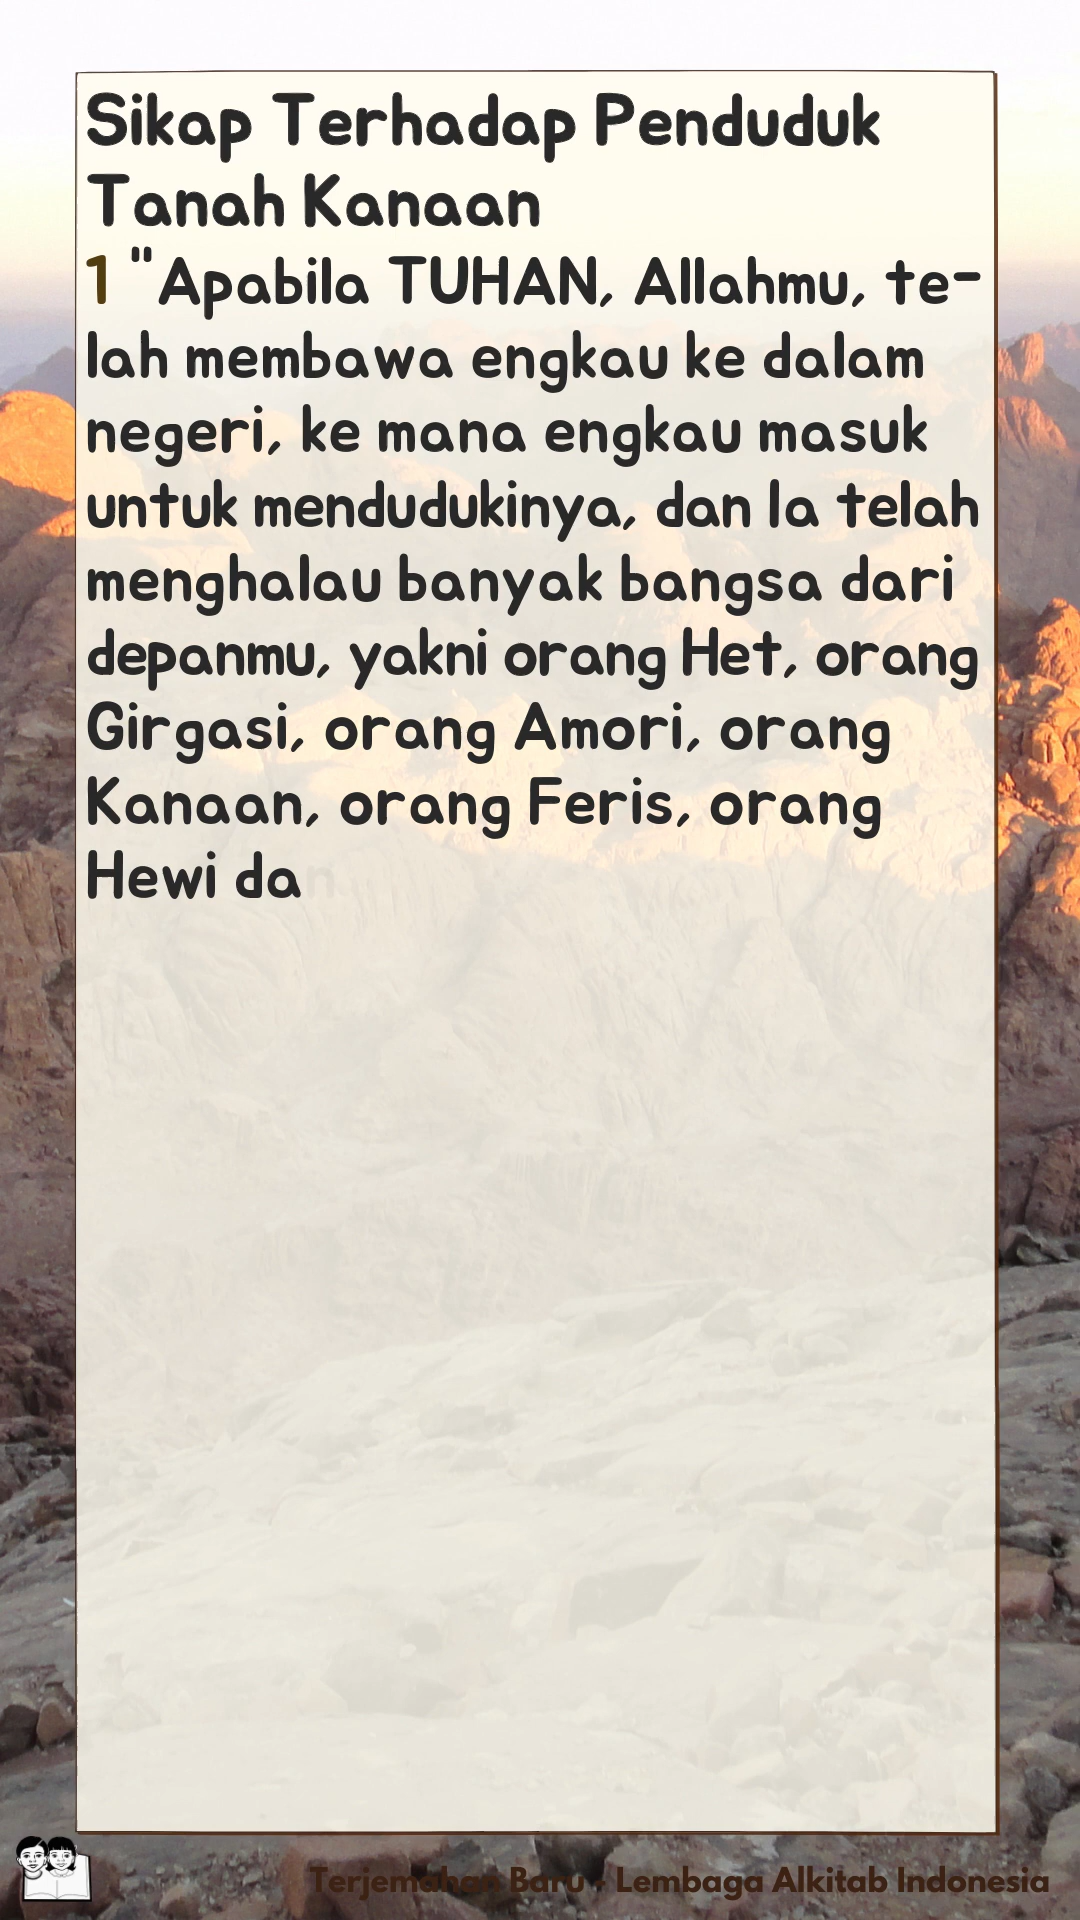 Sikap Terhadap Penduduk
Tanah Kanaan
1 "Apabila TUHAN, Allahmu, te-
lah membawa engkau ke dalam
negeri, ke mana engkau masuk
untuk mendudukinya, dan Ia telah
menghalau banyak bangsa dari
depanmu, yakni orang Het, orang
Girgasi, orang Amori, orang
Kanaan, orang Feris, orang
Hewi dan
Terjemahan Baru - Lembaga Alkitab Indonesia